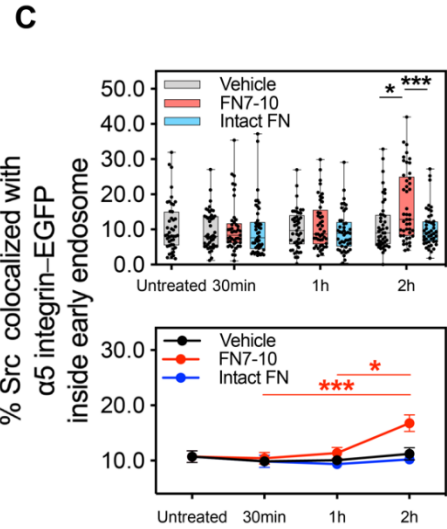 C
% Src colocalized with
α5 integrin–EGFP
inside early endosome
50.0
40.0
30.0
20.0
10.0
0.0
Vehicle
FN7-10
Intact FN
* ***
Untreated 30min 1h 2h
30.0
20.0
10.0
Vehicle
FN7-10
Intact FN
*
***
Untreated 30min 1h 2h